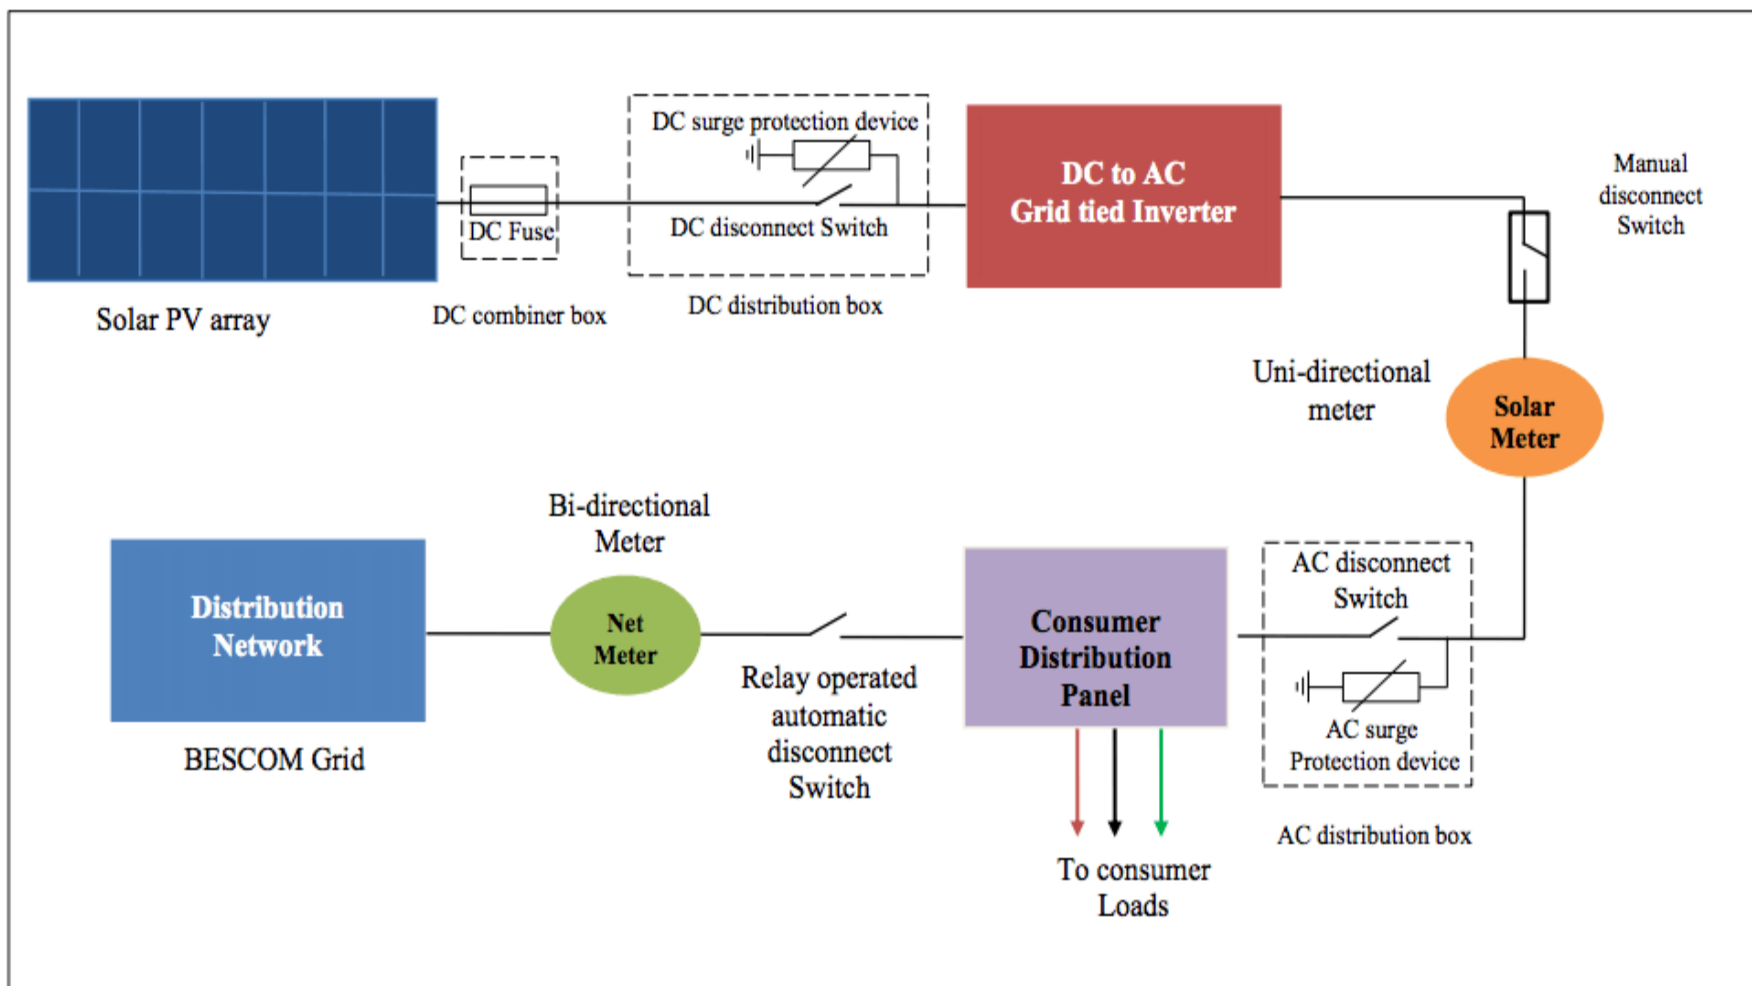 DC surge protection device
DC to AC
Grid tied Inverter
Manual
disconnect
Switch
DC Fuse
DC disconnect Switch
Solar PV array
DC combiner box
DC distribution box
Uni-directional
meter
Solar
Meter
Bi-directional
Meter
Distribution
Network
Net
Meter
Consumer
Distribution
Panel
AC disconnect
Switch
BESCOM Grid
Relay operated
automatic
disconnect
Switch
AC surge
Protection device
AC distribution box
To consumer
Loads